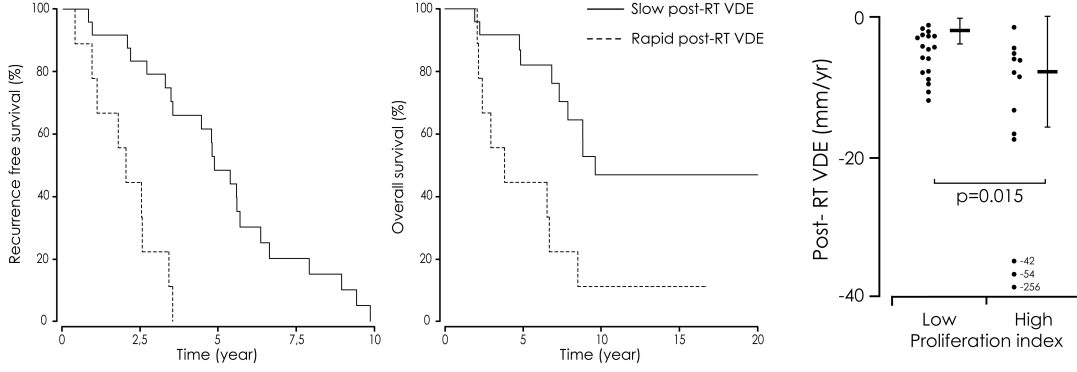 Recurrence free survival (%)
100
80
60
40
20
0
0
2,5
5
7,5
10
Time (year)
Overall survival (%)
100
80
60
40
20
0
0
5
10
15
20
Time (year)
Slow post-RT VDE
Rapid post-RT VDE
Post- RT VDE (mm/yr)
0
-20
-40
p=0.015
-42
-54
-256
Low
High
Proliferation index